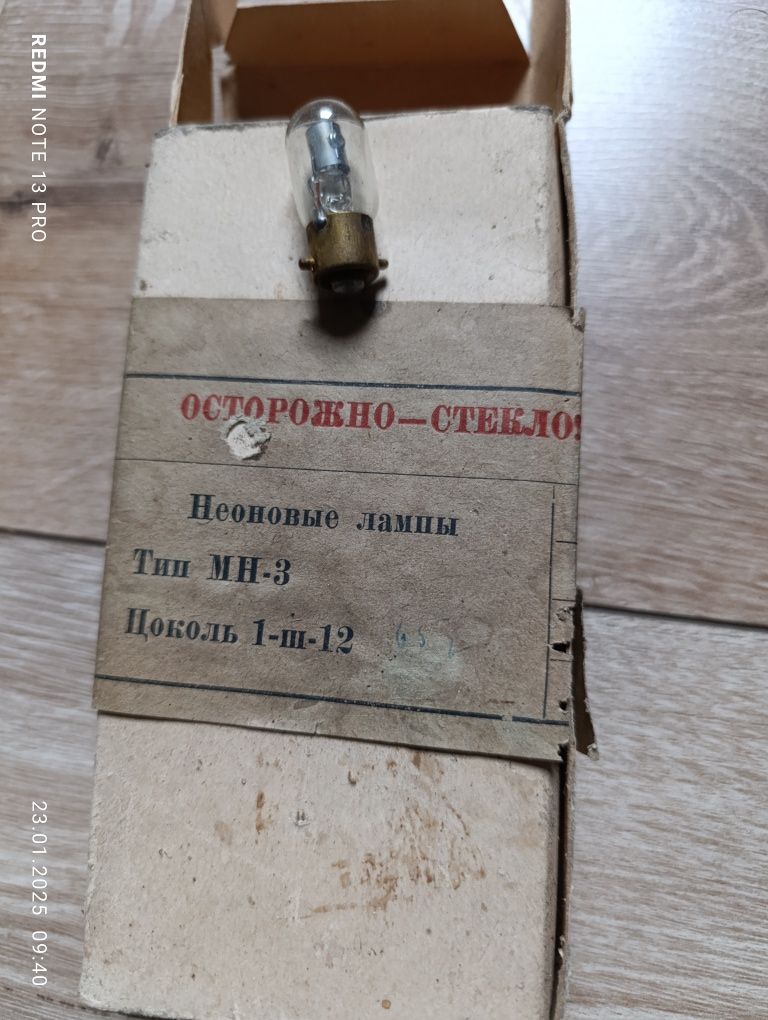 REDMI NOTE 13 PRO
23.01.2025 09:40
ОСТОРОЖНО—СТЕКЛО!
Неоновые лампы
Тип МН-3
Цоколь 1-ш-12